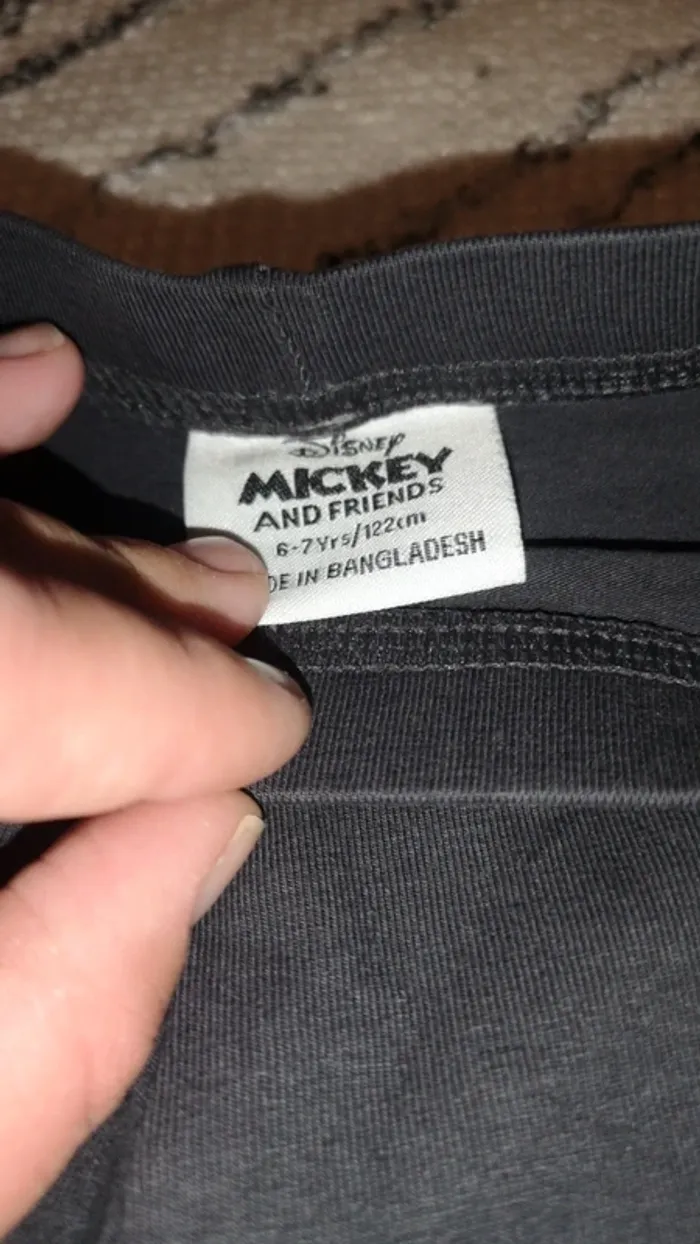 Disney
MICKEY
AND FRIENDS
6-7Yrs/122cm
DE IN BANGLADESH